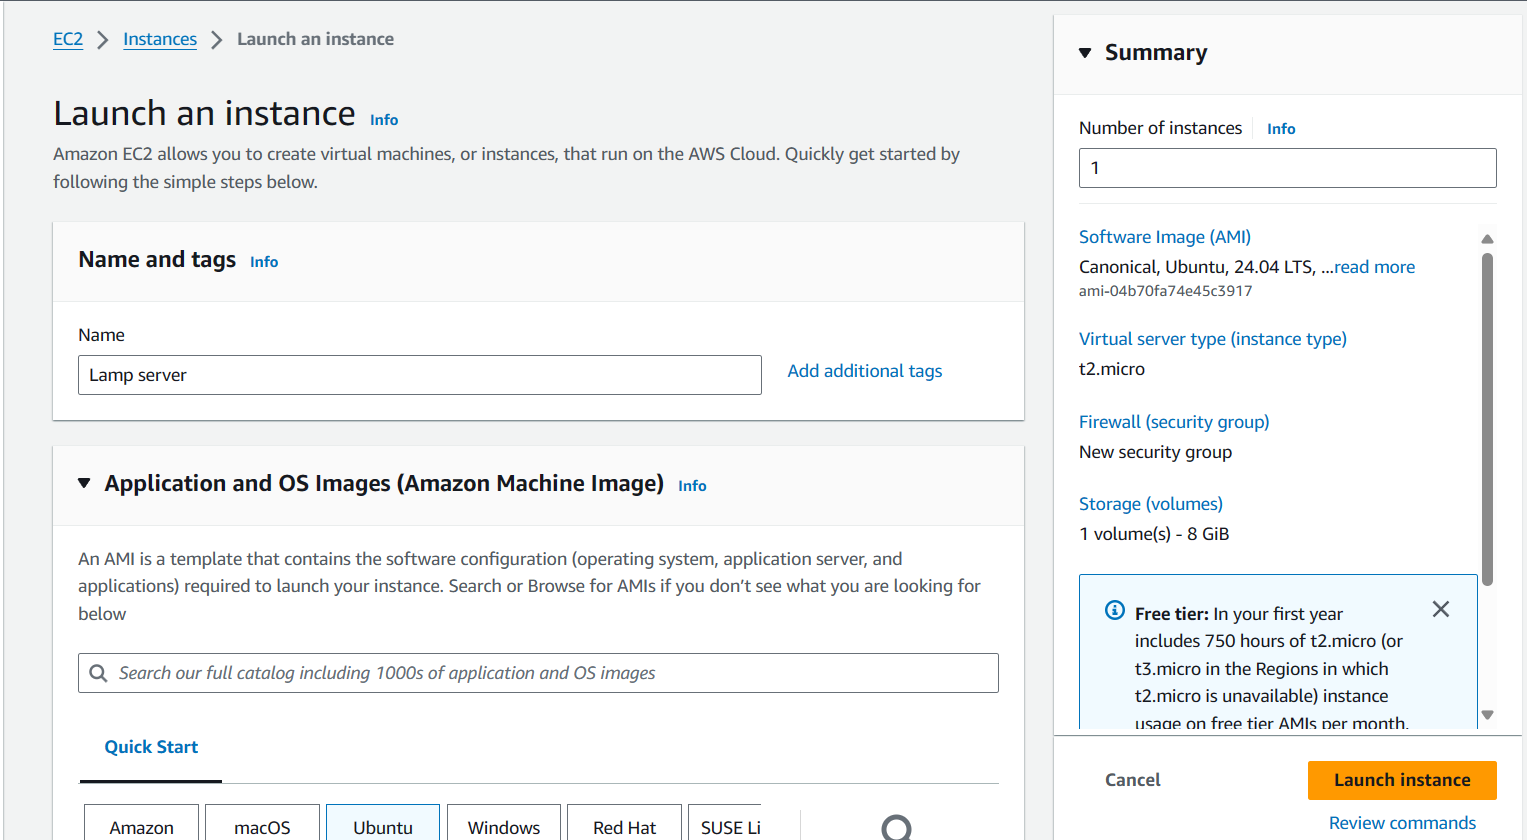 EC2 Instances Launch an instance
Launch an instance Info
Amazon EC2 allows you to create virtual machines, or instances, that run on the AWS Cloud. Quickly get started by
following the simple steps below.
Name and tags Info
Name
Lamp server
Add additional tags
Application and OS Images (Amazon Machine Image) Info
An AMI is a template that contains the software configuration (operating system, application server, and
applications) required to launch your instance. Search or Browse for AMIs if you don’t see what you are looking for
below
Search our full catalog including 1000s of application and OS images
Quick Start
Amazon macOS Ubuntu Windows Red Hat SUSE Li
Summary
Number of instances Info
1
Software Image (AMI)
Canonical, Ubuntu, 24.04 LTS, ...read more
ami-04b70fa74e45c3917
Virtual server type (instance type)
t2.micro
Firewall (security group)
New security group
Storage (volumes)
1 volume(s) - 8 GiB
Free tier: In your first year
includes 750 hours of t2.micro (or
t3.micro in the Regions in which
t2.micro is unavailable) instance
usage on free tier AMIs per month,
Cancel
Launch instance
Review commands